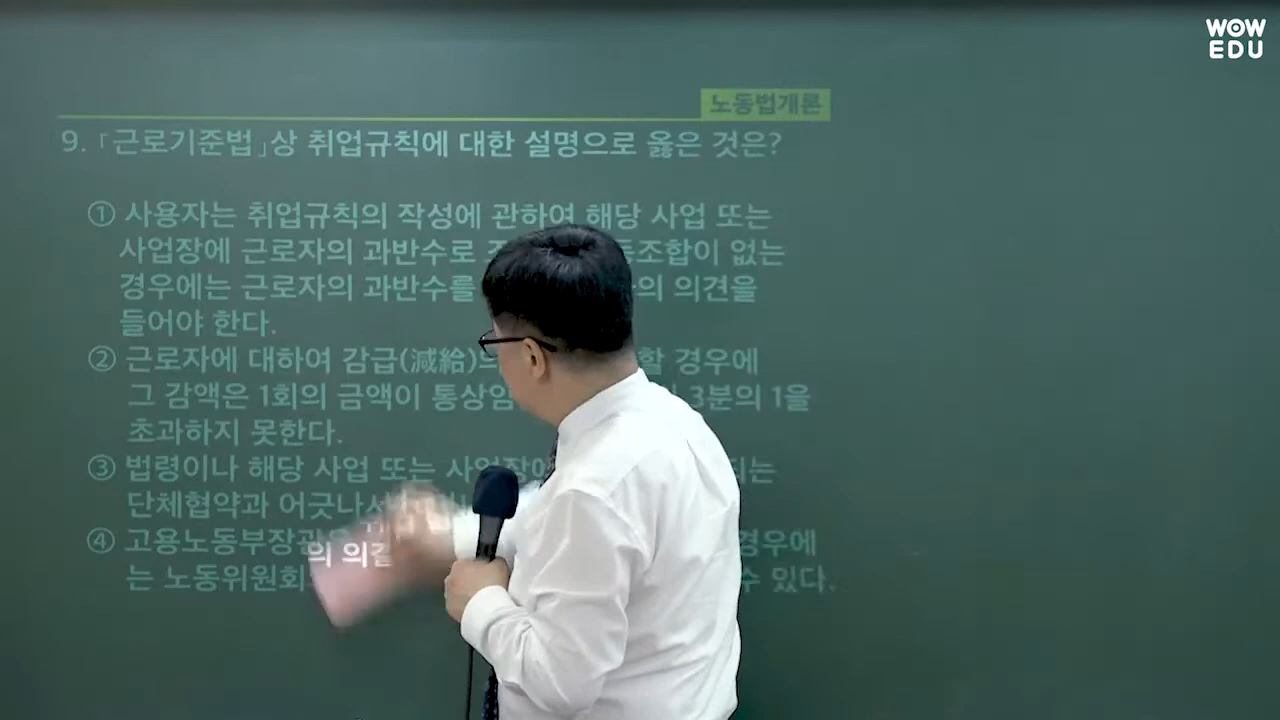 WOW
EDU
노동법개론
9. 「근로기준법」상 취업규칙에 대한 설명으로 옳은 것은?
① 사용자는 취업규칙의 작성에 관하여 해당 사업 또는
사업장에 근로자의 과반수로 동조합이 없는
경우에는 근로자의 과반수를 의 의견을
들어야 한다.
② 근로자에 대하여 감급(減給)의 할 경우에
그 감액은 1회의 금액이 통상임 3분의 1을
초과하지 못한다.
③ 법령이나 해당 사업 또는 사업장에 되는
단체협약과 어긋나서
④ 고용노동부장관 경우에
는 노동위원회 의 의견 수 있다.